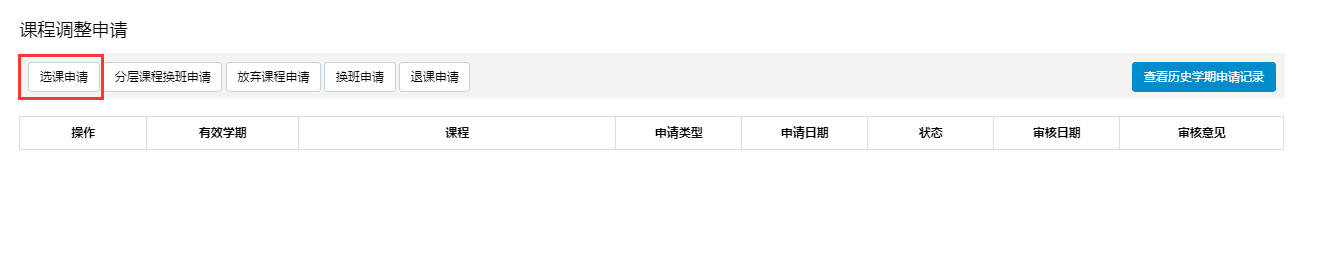 课程调整申请
选课申请 分层课程换班申请 放弃课程申请 换班申请 退课申请 查看历史学期申请记录
操作 有效学期 课程 申请类型 申请日期 状态 审核日期 审核意见